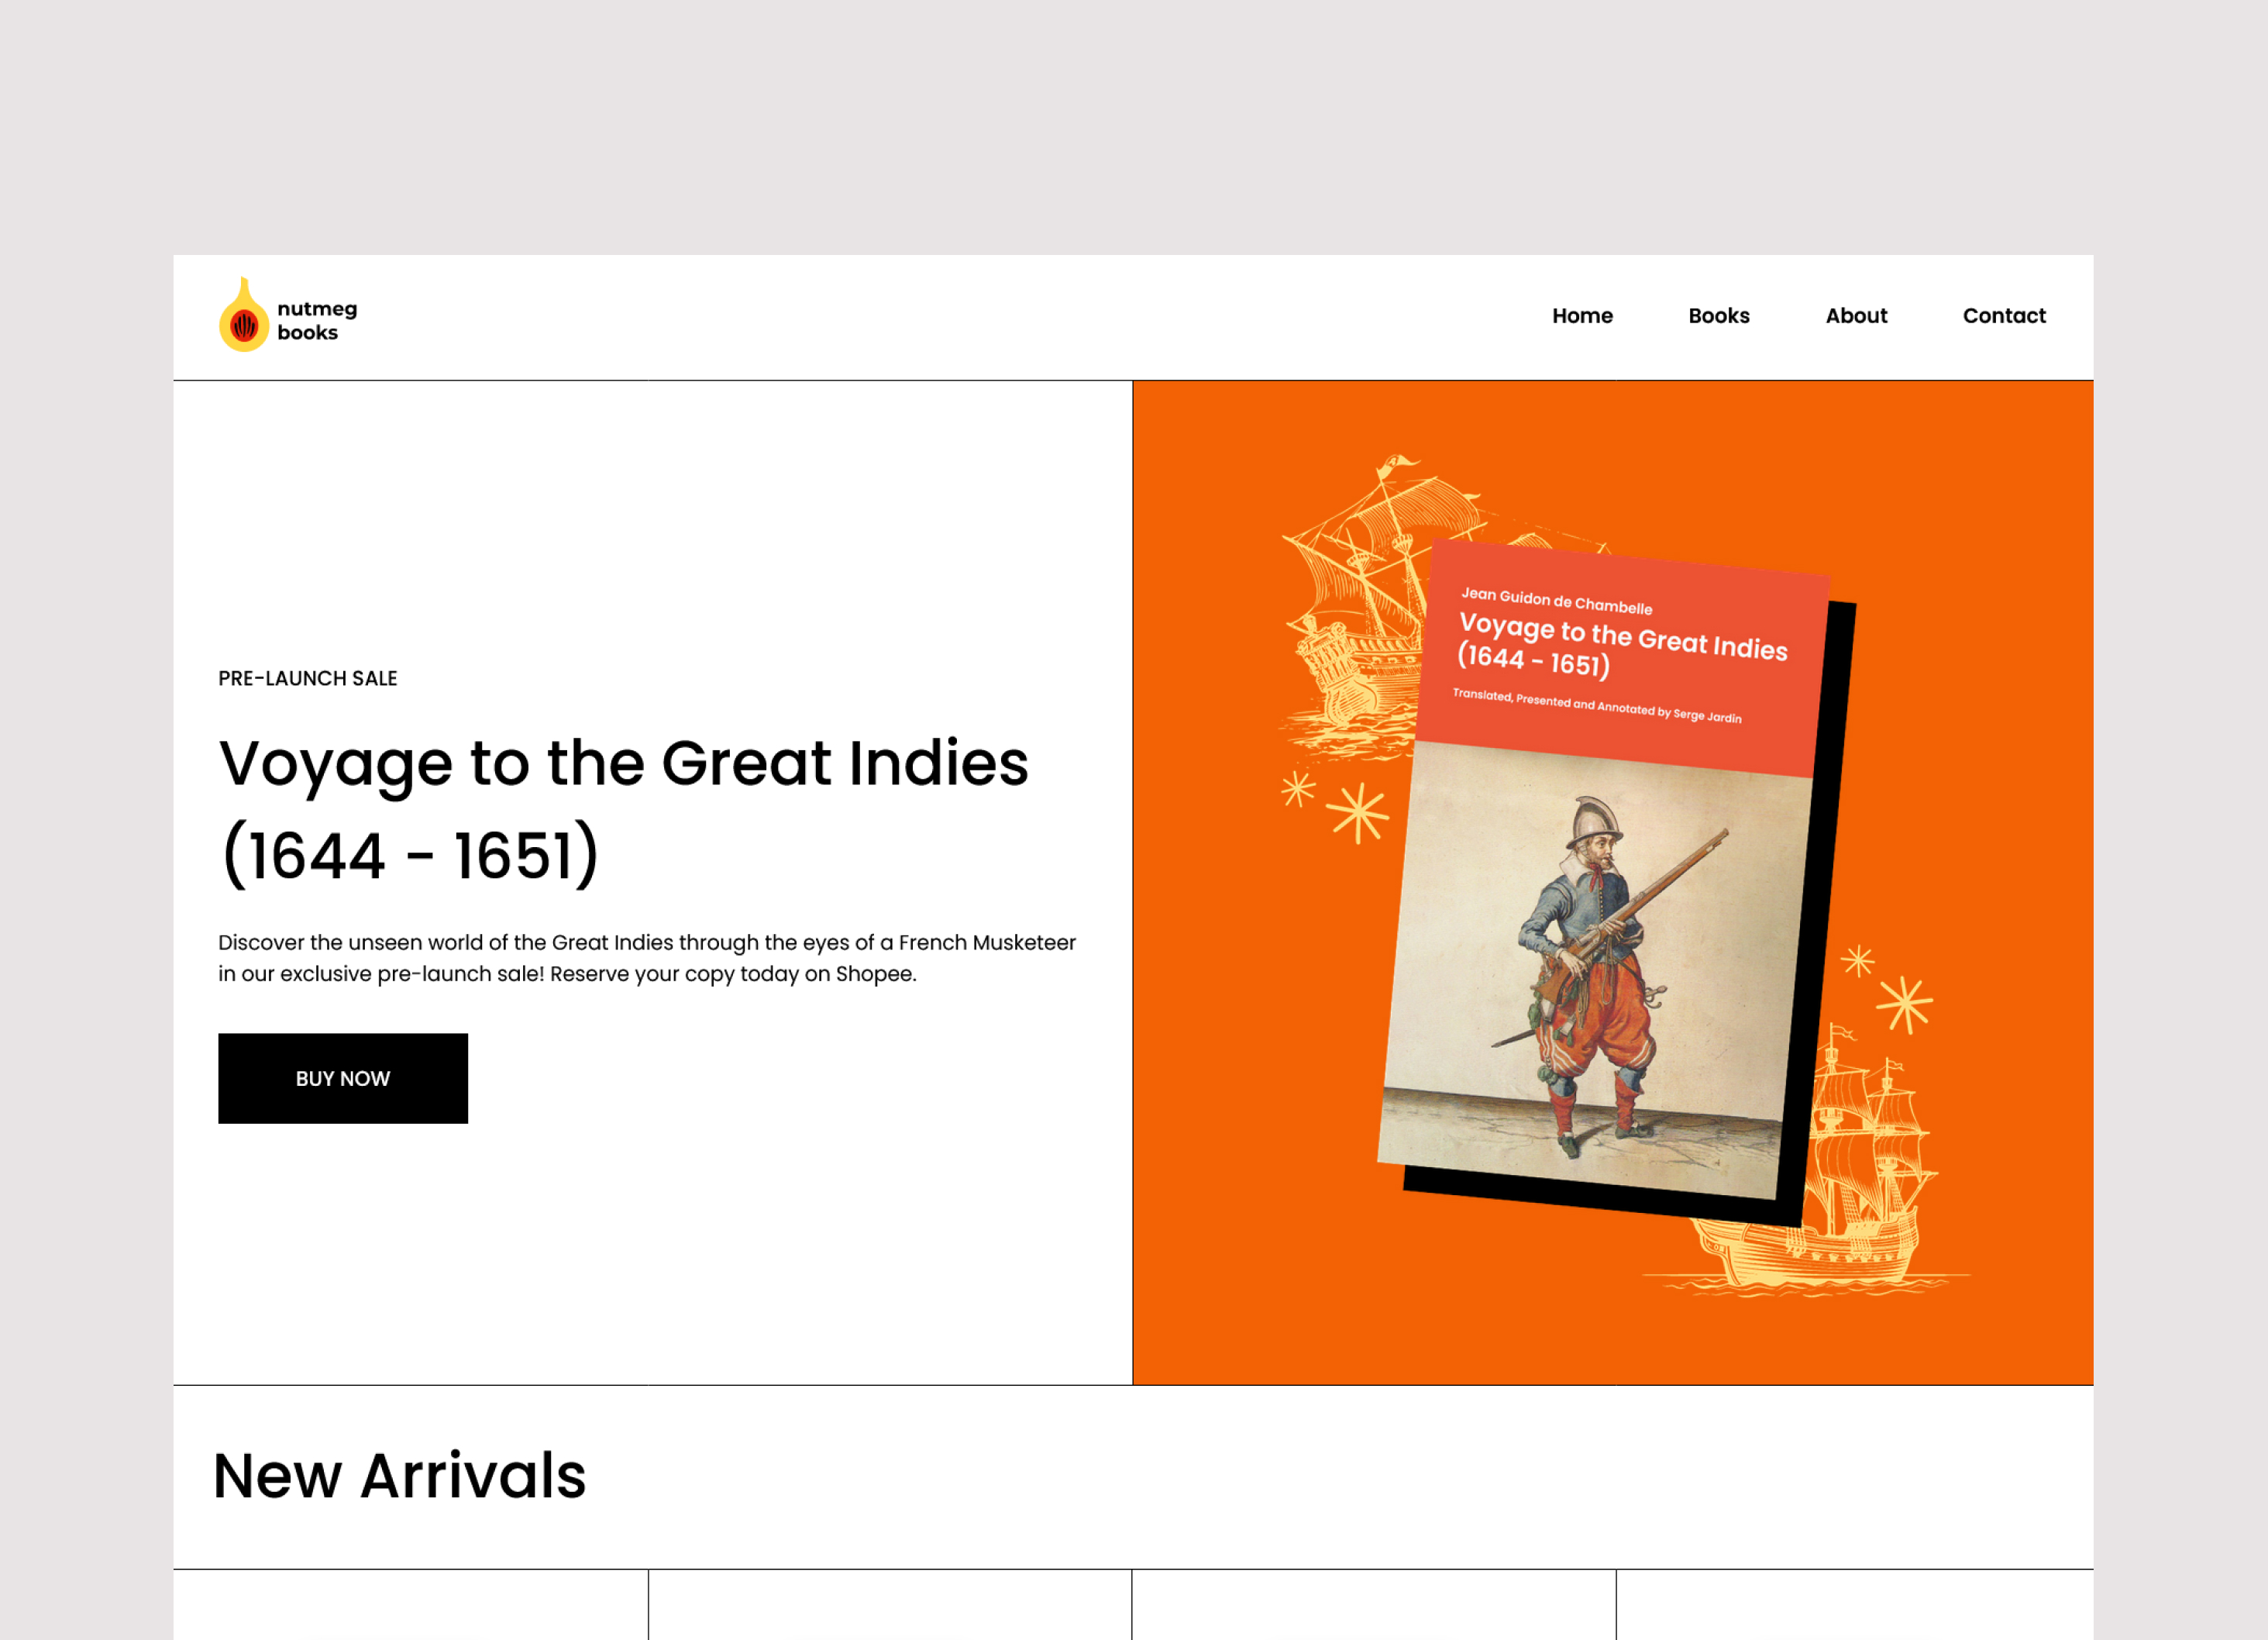 nutmeg
books
Home
Books
About
Contact
PRE-LAUNCH SALE
Voyage to the Great Indies
(1644 - 1651)
Discover the unseen world of the Great Indies through the eyes of a French Musketeer
in our exclusive pre-launch sale! Reserve your copy today on Shopee.
BUY NOW
Jean Guidon de Chambelle
Voyage to the Great Indies
(1644 - 1651)
Translated, Presented and Annotated by Serge Jardin
New Arrivals